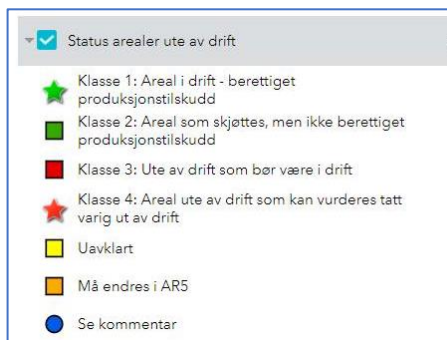 Status arealer ute av drift
Klasse 1: Areal i drift - berettiget
produksjonstilskudd
Klasse 2: Areal som skjøttes, men ikke berettiget
produksjonstilskudd
Klasse 3: Ute av drift som bør være i drift
Klasse 4: Areal ute av drift som kan vurderes tatt
varig ut av drift
Uavklart
Må endres i AR5
Se kommentar